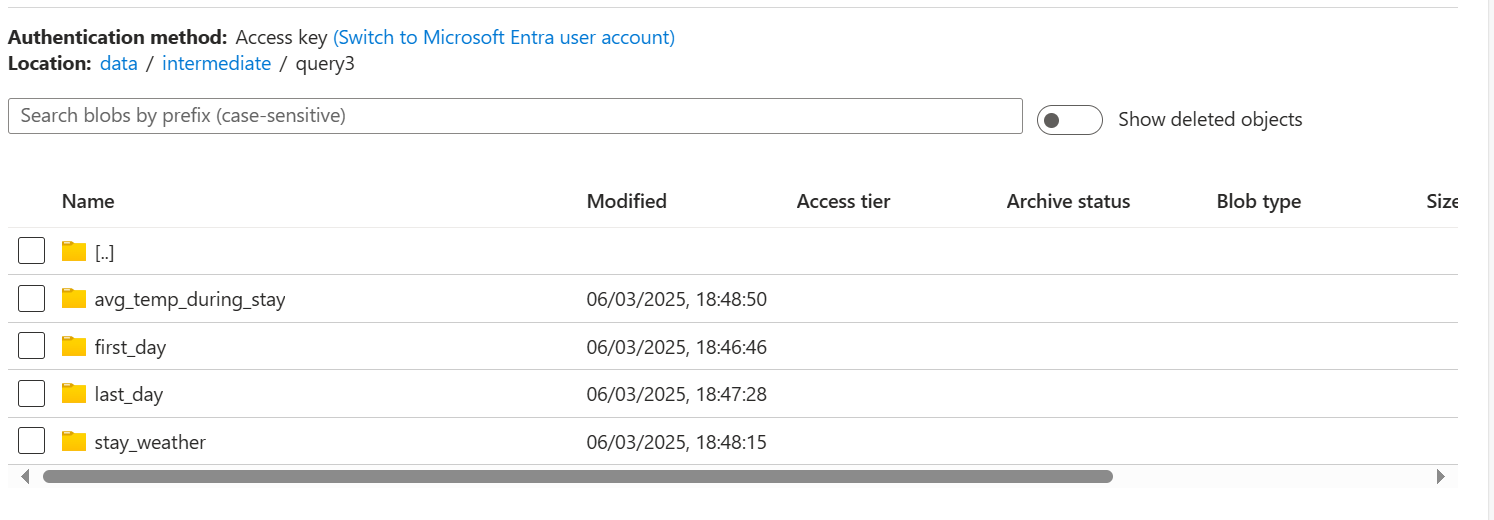 Authentication method: Access key (Switch to Microsoft Entra user account)
Location: data / intermediate / query3
Search blobs by prefix (case-sensitive)
Show deleted objects
Name Modified Access tier Archive status Blob type Size
[..]
avg_temp_during_stay 06/03/2025, 18:48:50
first_day 06/03/2025, 18:46:46
last_day 06/03/2025, 18:47:28
stay_weather 06/03/2025, 18:48:15